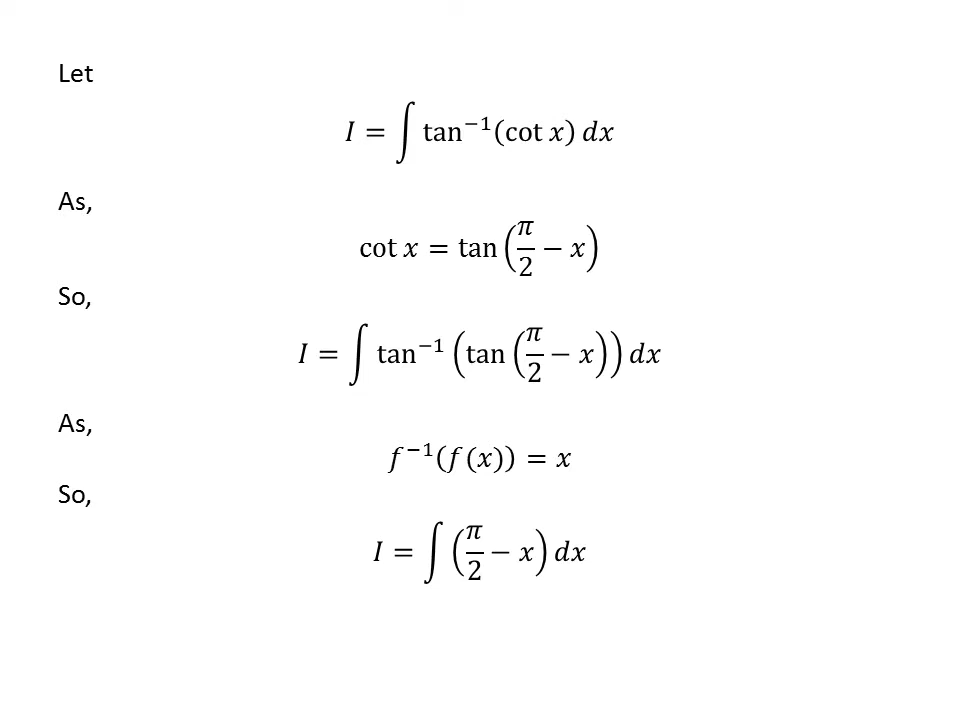 Let
I = ∫ tan⁻¹(cot x) dx
As,
cot x = tan (π/2 − x)
So,
I = ∫ tan⁻¹ (tan (π/2 − x)) dx
As,
f⁻¹(f(x)) = x
So,
I = ∫ (π/2 − x) dx